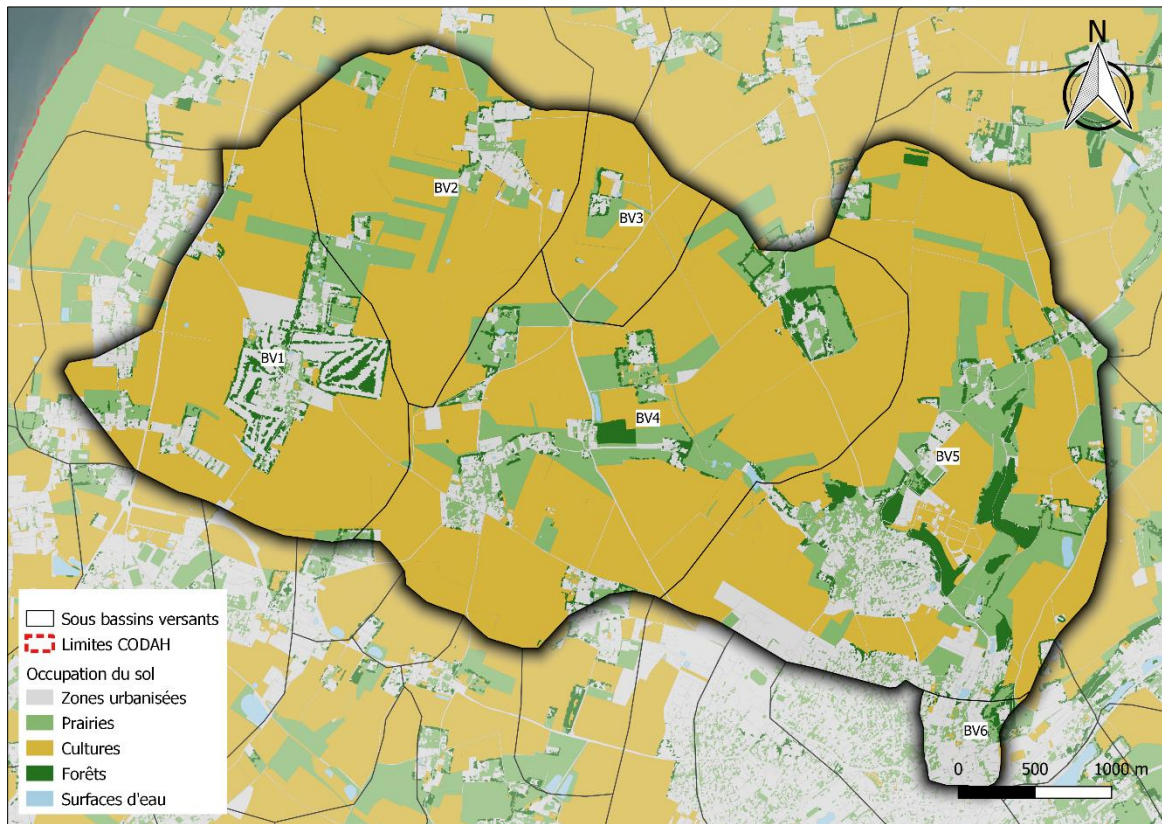 N
BV2
BV3
BV1
BV4
BV5
BV6
Sous bassins versants
Limites CODAH
Occupation du sol
Zones urbanisées
Prairies
Cultures
Forêts
Surfaces d'eau
0 500 1000 m